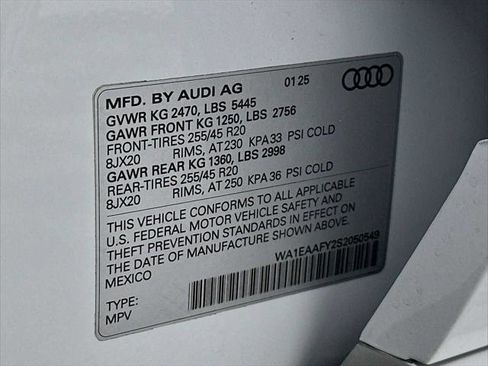 MFD. BY AUDI AG 01 25
GVWR KG 2470, LBS 5445
GAWR FRONT KG 1250, LBS 2756
FRONT-TIRES 255/45 R20
8JX20 RIMS, AT 230 KPA 33 PSI COLD
GAWR REAR KG 1360, LBS 2998
REAR-TIRES 255/45 R20
8JX20 RIMS, AT 250 KPA 36 PSI COLD
THIS VEHICLE CONFORMS TO ALL APPLICABLE
U.S. FEDERAL MOTOR VEHICLE SAFETY AND
THEFT PREVENTION STANDARDS IN EFFECT ON
THE DATE OF MANUFACTURE SHOWN ABOVE.
MEXICO
WA1EAAFY2S2050549
TYPE:
MPV